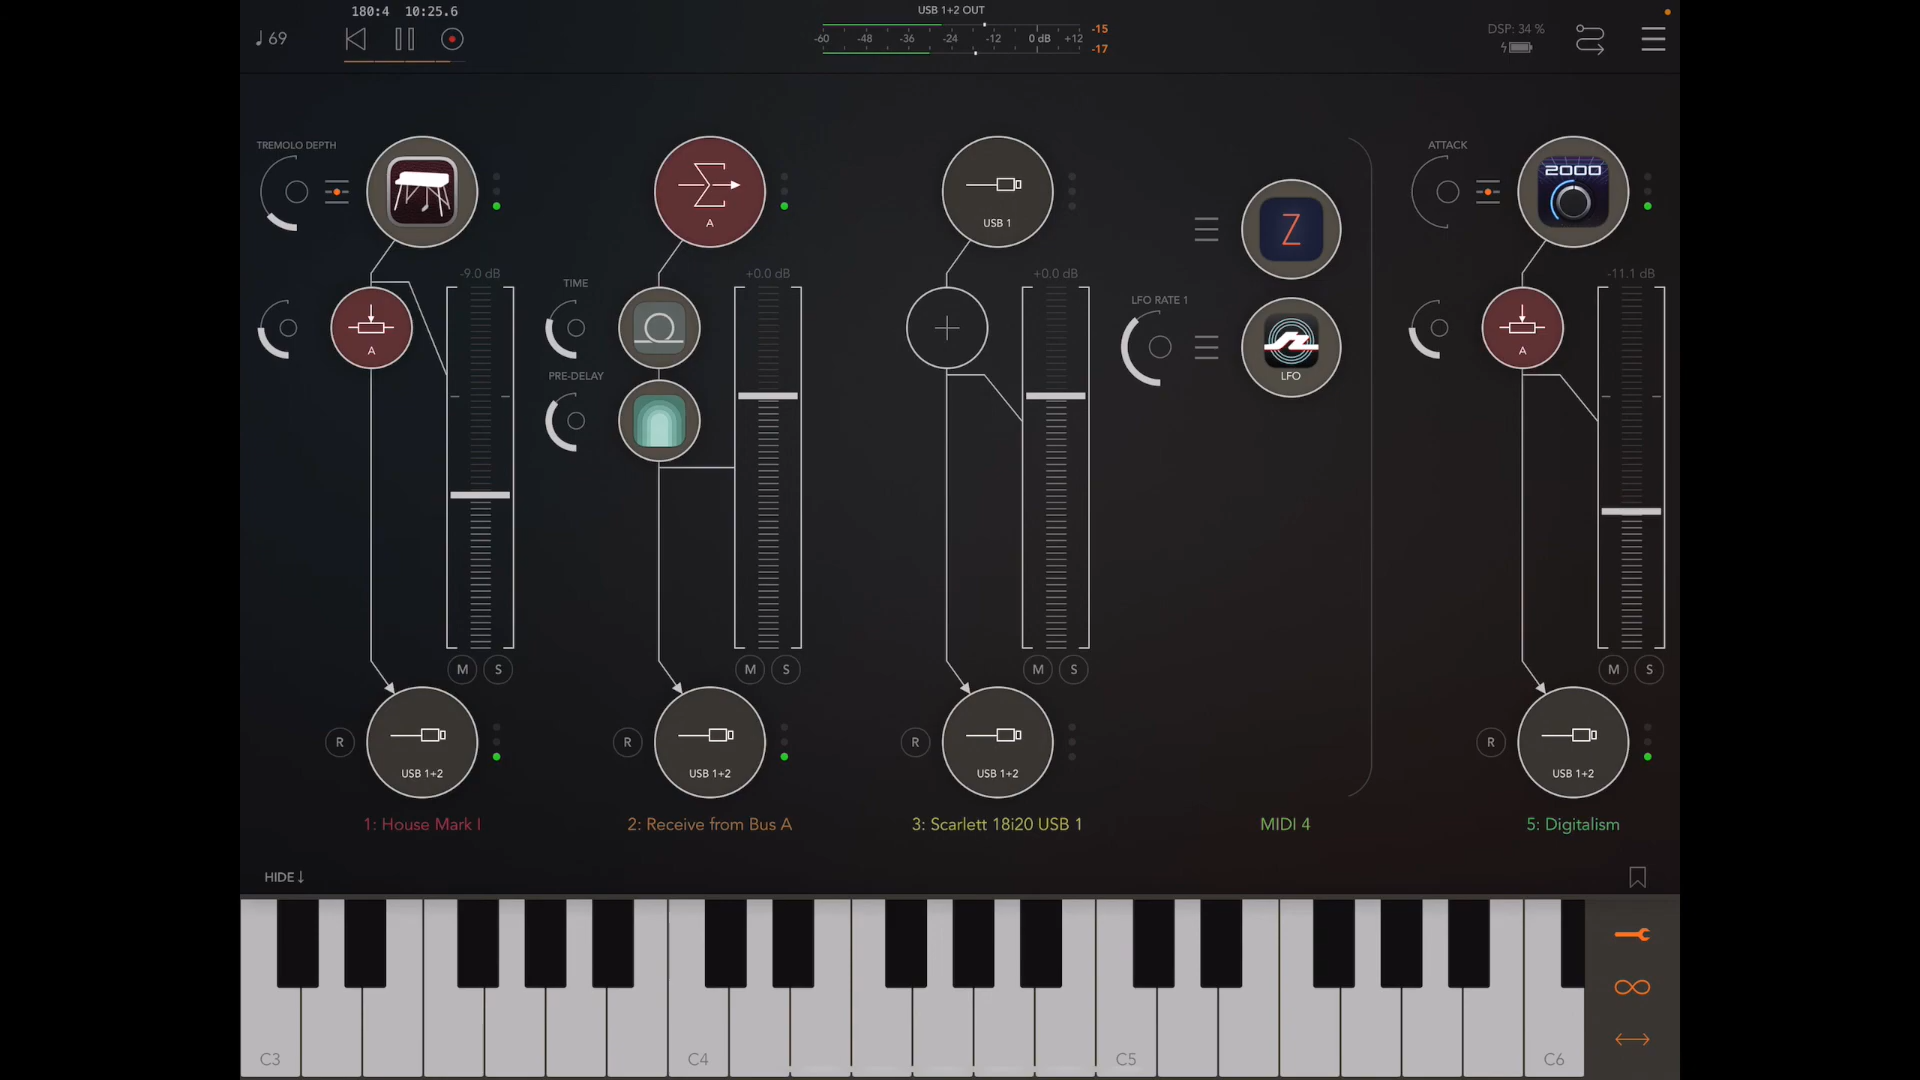 180:4 10:25.6
USB 1+2 OUT
♩69
-60 -48 -36 -24 -12 0 dB +12
-15
-17
DSP: 34 %
TREMOLO DEPTH
A
USB 1
Z
ATTACK
2000
-9.0 dB
+0.0 dB
+0.0 dB
-11.1 dB
TIME
LFO RATE 1
A
A
PRE-DELAY
LFO
M S
M S
M S
M S
R
USB 1+2
R
USB 1+2
R
USB 1+2
R
USB 1+2
1: House Mark I
2: Receive from Bus A
3: Scarlett 18i20 USB 1
MIDI 4
5: Digitalism
HIDE↓
C3 C4 C5 C6